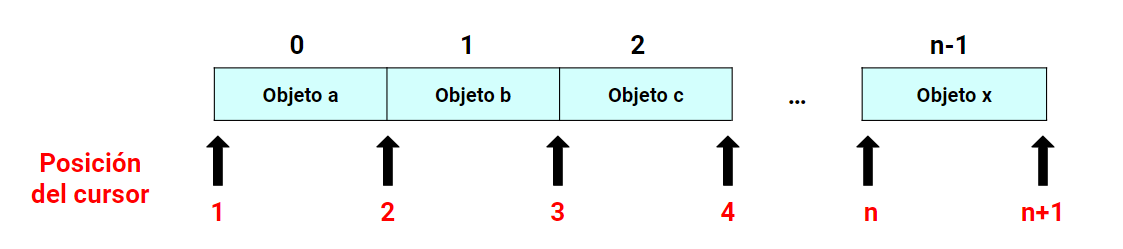 0 1 2 n-1
Objeto a Objeto b Objeto c ... Objeto x
Posición
del cursor
1 2 3 4 n n+1